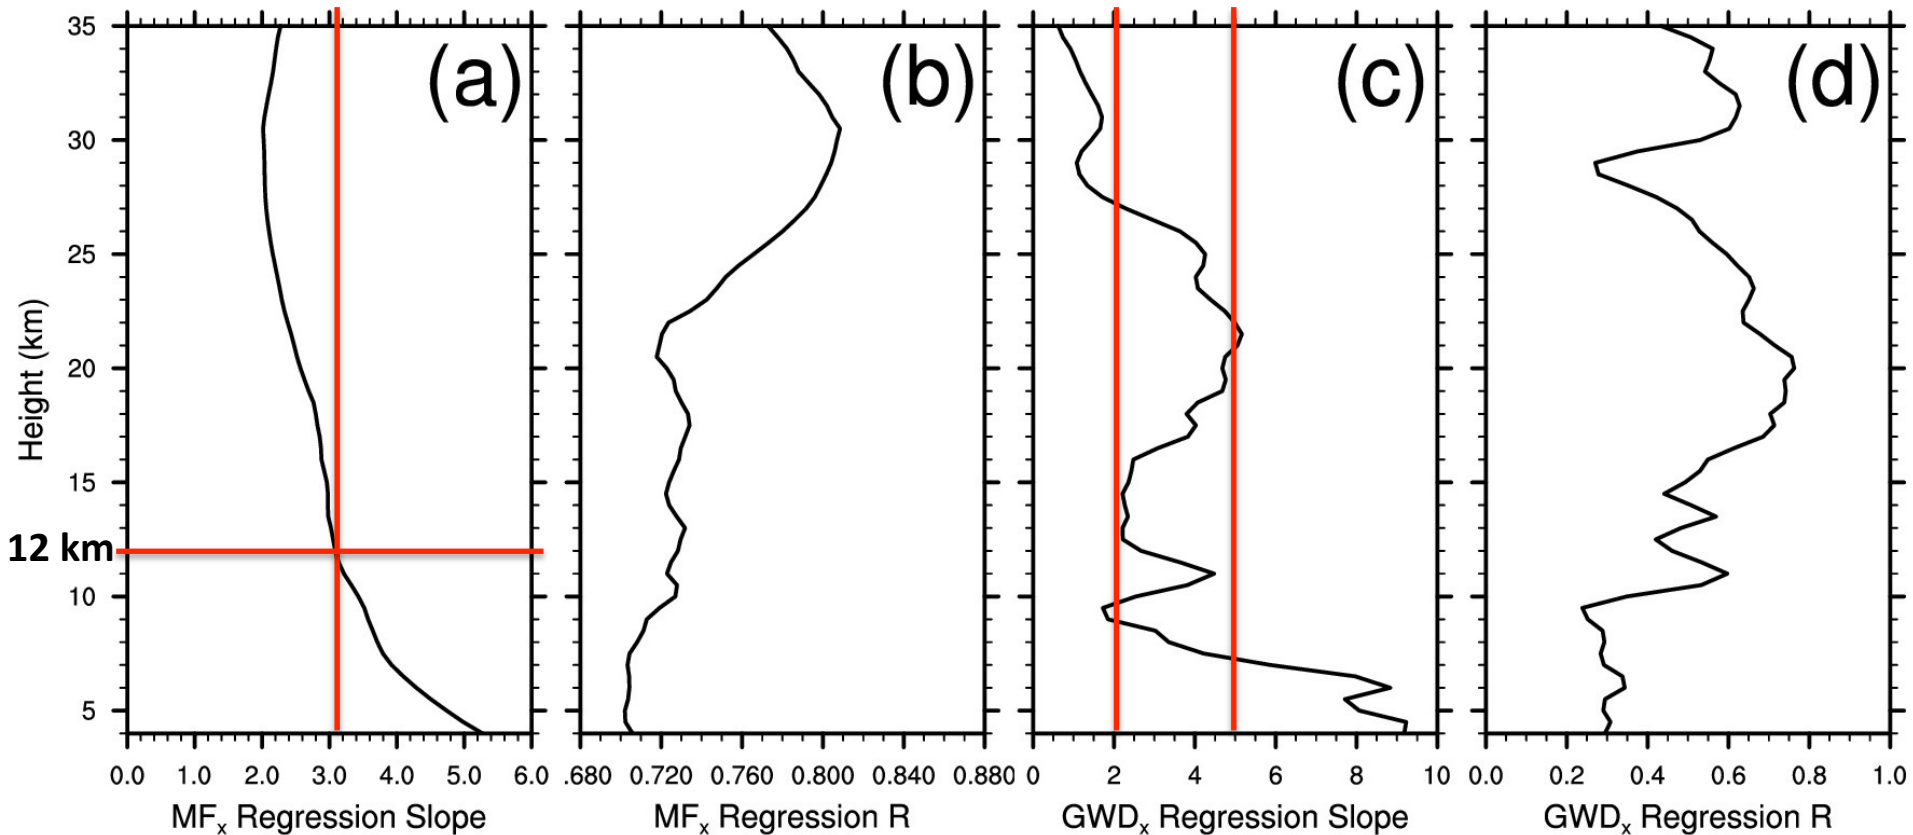 (a) (b) (c) (d)
35
30
25
20
15
12 km
10
5
Height (km)
0.0 1.0 2.0 3.0 4.0 5.0 6.0
.680 0.720 0.760 0.800 0.840 0.880
0 2 4 6 8 10
0.0 0.2 0.4 0.6 0.8 1.0
MFx Regression Slope
MFx Regression R
GWDx Regression Slope
GWDx Regression R